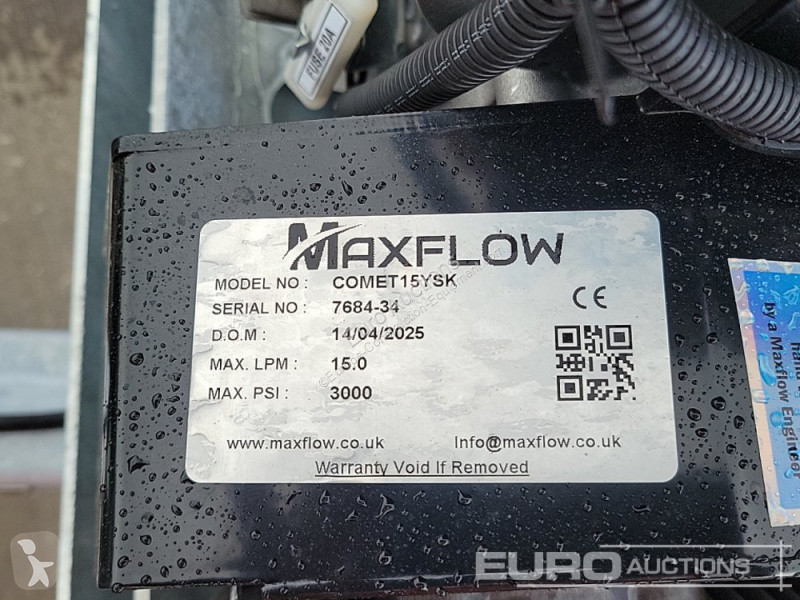 FUSE 20A
MAXFLOW
MODEL NO : COMET15YSK
SERIAL NO : 7684-34
D.O.M : 14/04/2025
MAX. LPM : 15.0
MAX. PSI : 3000
CE
www.maxflow.co.uk Info@maxflow.co.uk
Warranty Void If Removed
by a Maxflow Engineer
EURO AUCTIONS